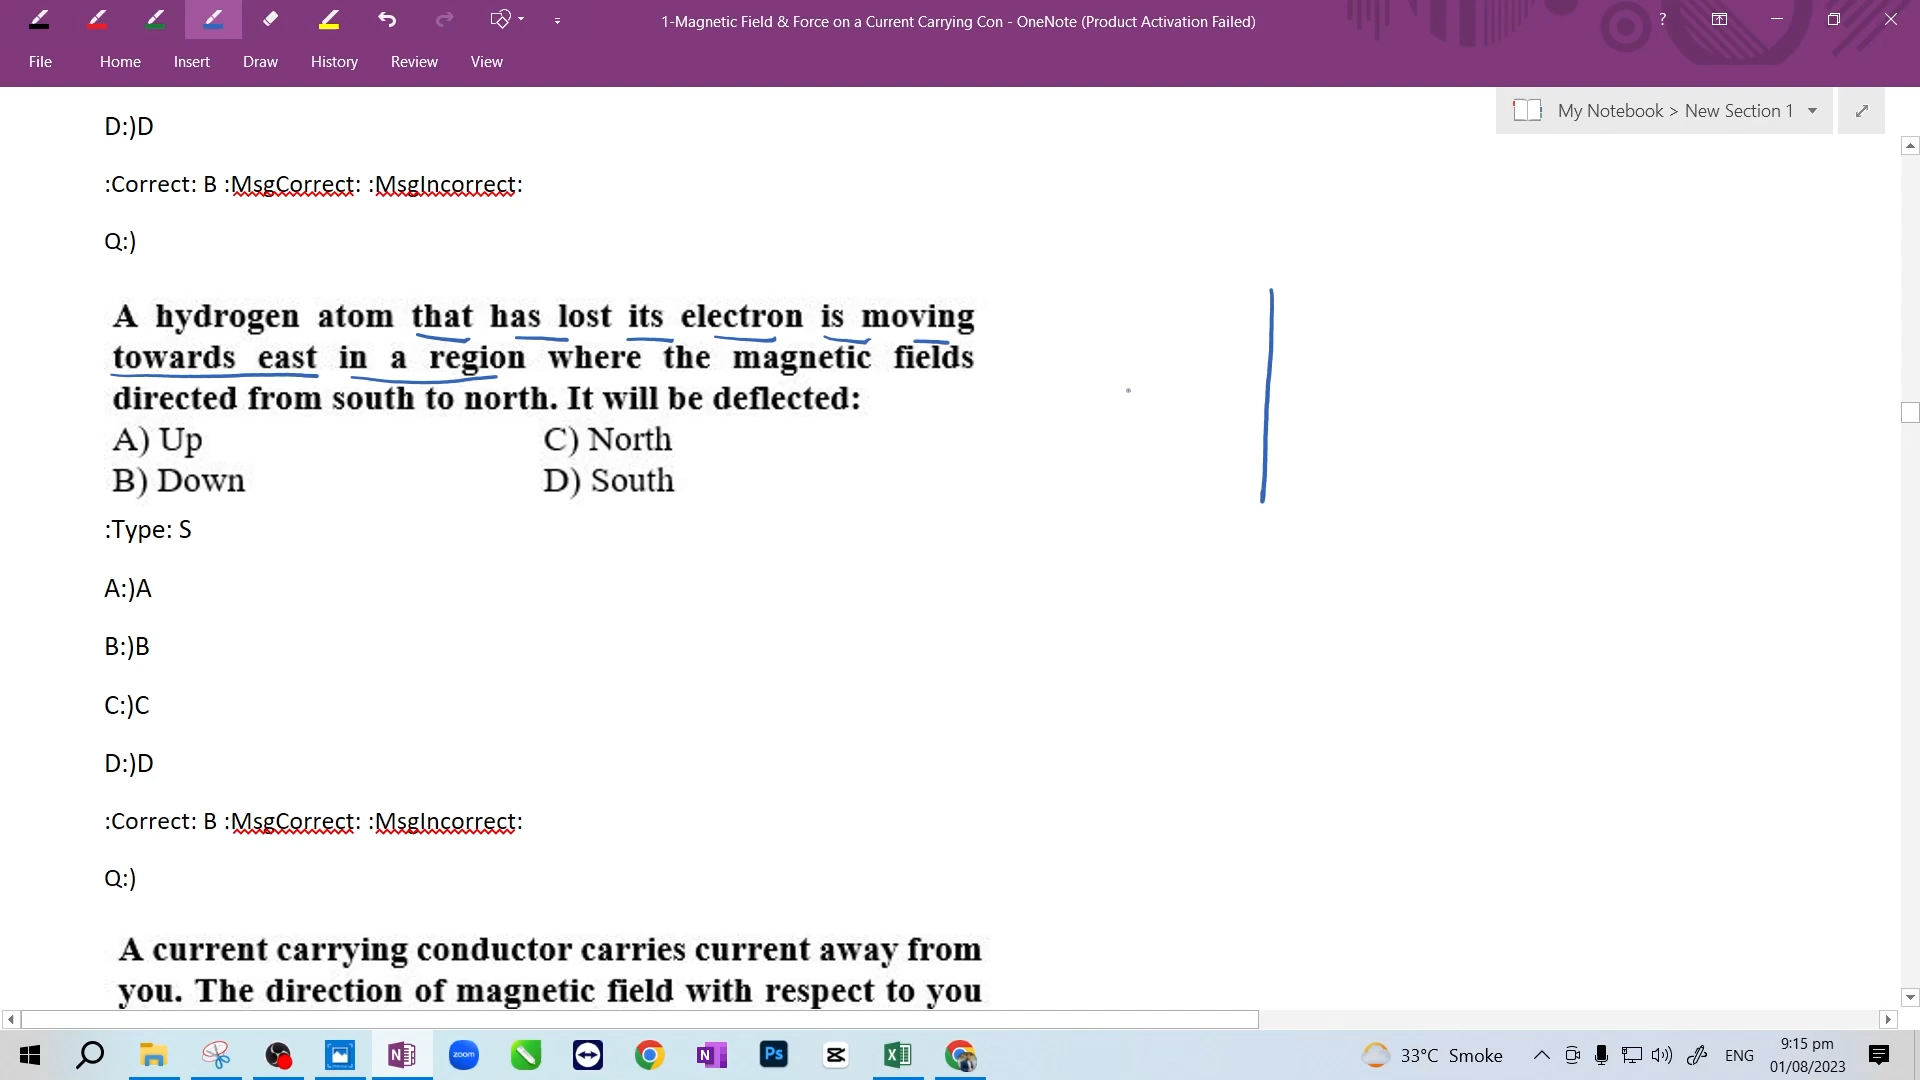 1-Magnetic Field & Force on a Current Carrying Con - OneNote (Product Activation Failed)
?
File Home Insert Draw History Review View
My Notebook > New Section 1
D:)D
:Correct: B :MsgCorrect: :MsgIncorrect:
Q:)
A hydrogen atom that has lost its electron is moving
towards east in a region where the magnetic fields
directed from south to north. It will be deflected:
A) Up C) North
B) Down D) South
:Type: S
A:)A
B:)B
C:)C
D:)D
:Correct: B :MsgCorrect: :MsgIncorrect:
Q:)
A current carrying conductor carries current away from
you. The direction of magnetic field with respect to you
zoom
Ps
33°C Smoke
ENG
9:15 pm
01/08/2023